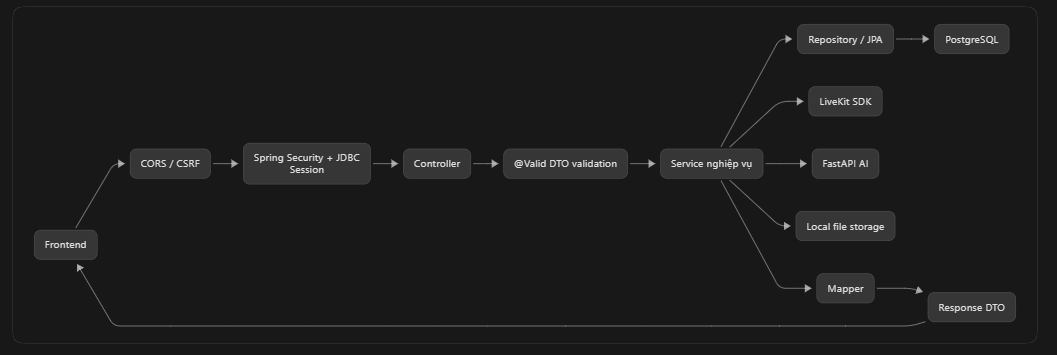 Repository / JPA
PostgreSQL
LiveKit SDK
CORS / CSRF
Spring Security + JDBC
Session
Controller
@Valid DTO validation
Service nghiệp vụ
FastAPI AI
Local file storage
Frontend
Mapper
Response DTO